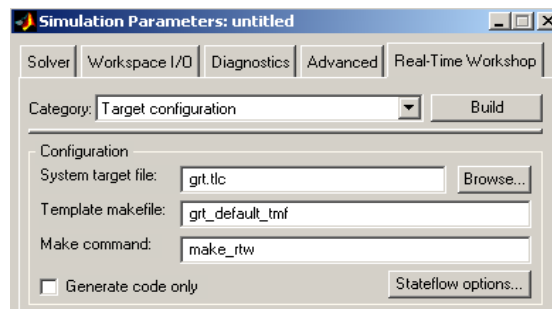 Simulation Parameters: untitled
Solver Workspace I/O Diagnostics Advanced Real-Time Workshop
Category: Target configuration Build
Configuration
System target file: grt.tlc Browse...
Template makefile: grt_default_tmf
Make command: make_rtw
Generate code only Stateflow options...